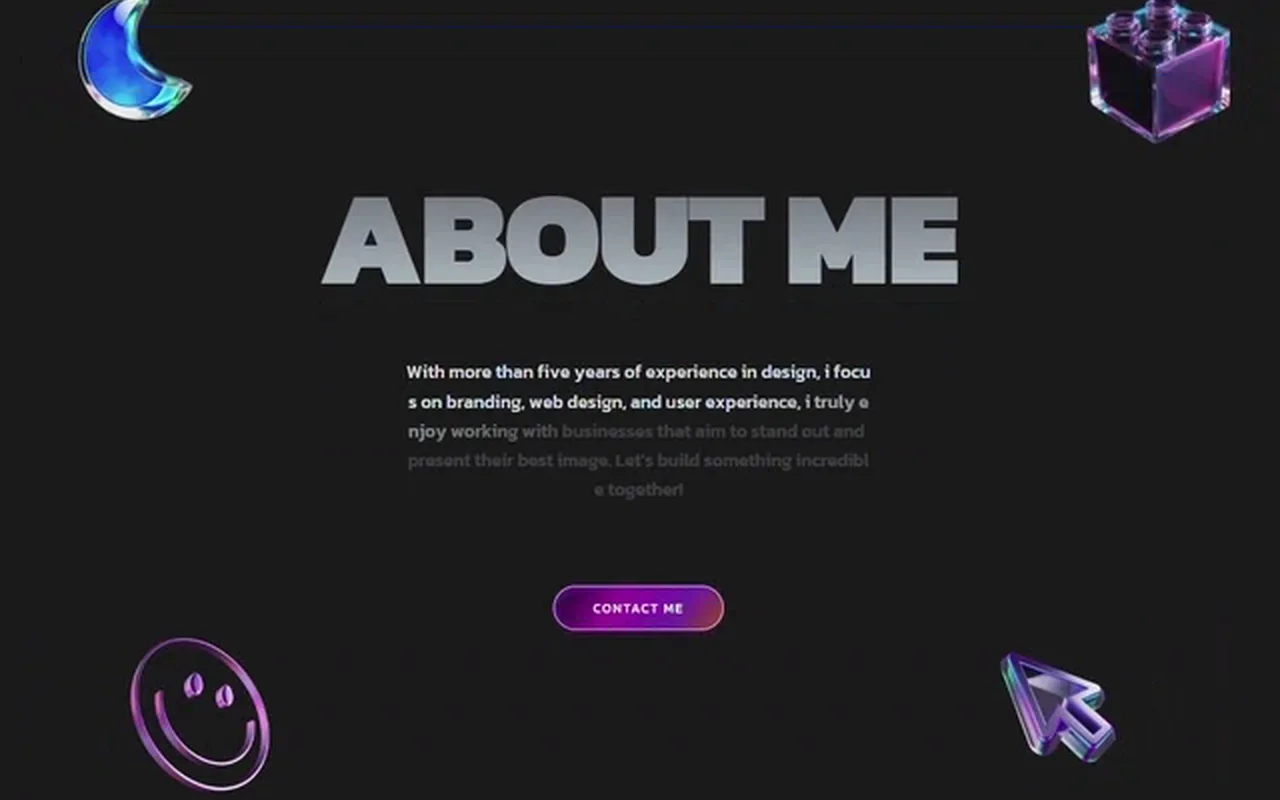 ABOUT ME
With more than five years of experience in design, i focu
s on branding, web design, and user experience, i truly e
njoy working with businesses that aim to stand out and
present their best image. Let's build something incredibl
e together!
CONTACT ME